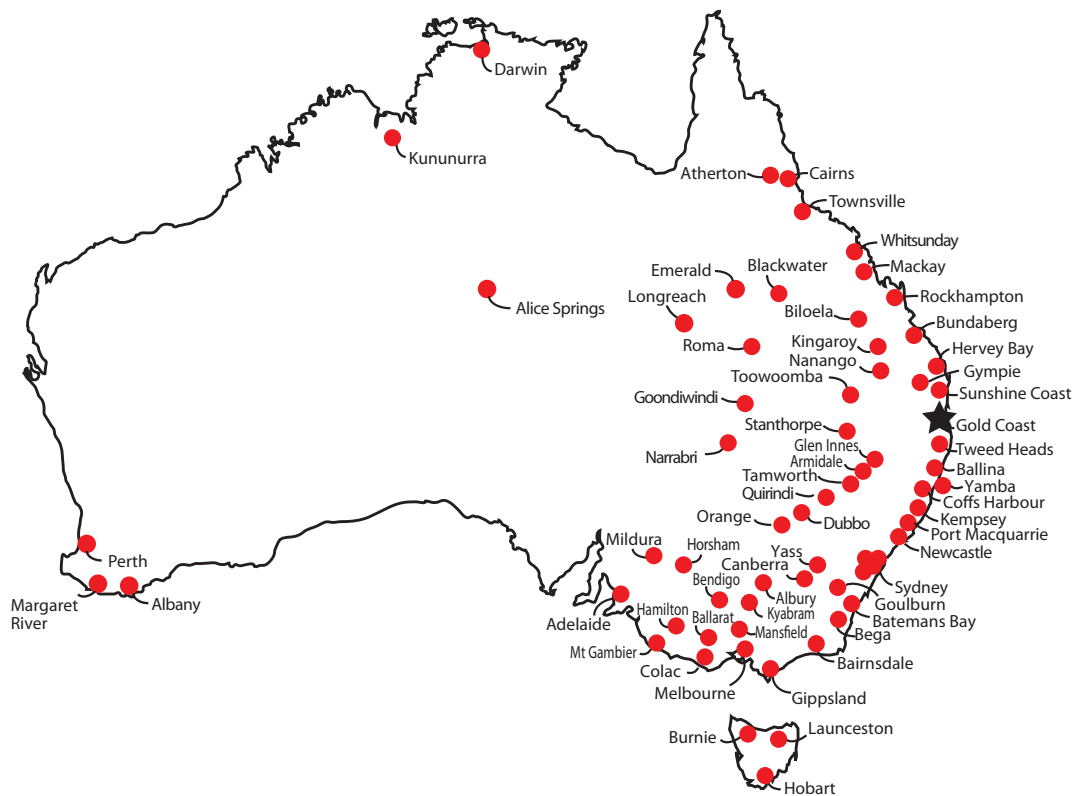 Darwin
Kununurra
Atherton
Cairns
Townsville
Whitsunday
Mackay
Emerald
Blackwater
Rockhampton
Longreach
Alice Springs
Biloela
Bundaberg
Roma
Kingaroy
Nanango
Hervey Bay
Gympie
Toowoomba
Sunshine Coast
Goondiwindi
Stanthorpe
Gold Coast
Narrabri
Glen Innes
Tweed Heads
Armidale
Ballina
Tamworth
Yamba
Quirindi
Coffs Harbour
Orange
Dubbo
Kempsey
Port Macquarrie
Mildura
Horsham
Yass
Newcastle
Perth
Canberra
Bendigo
Sydney
Albury
Goulburn
Margaret
River
Albany
Adelaide
Hamilton
Ballarat
Kyabram
Batemans Bay
Mansfield
Bega
Mt Gambier
Colac
Bairnsdale
Melbourne
Gippsland
Burnie
Launceston
Hobart